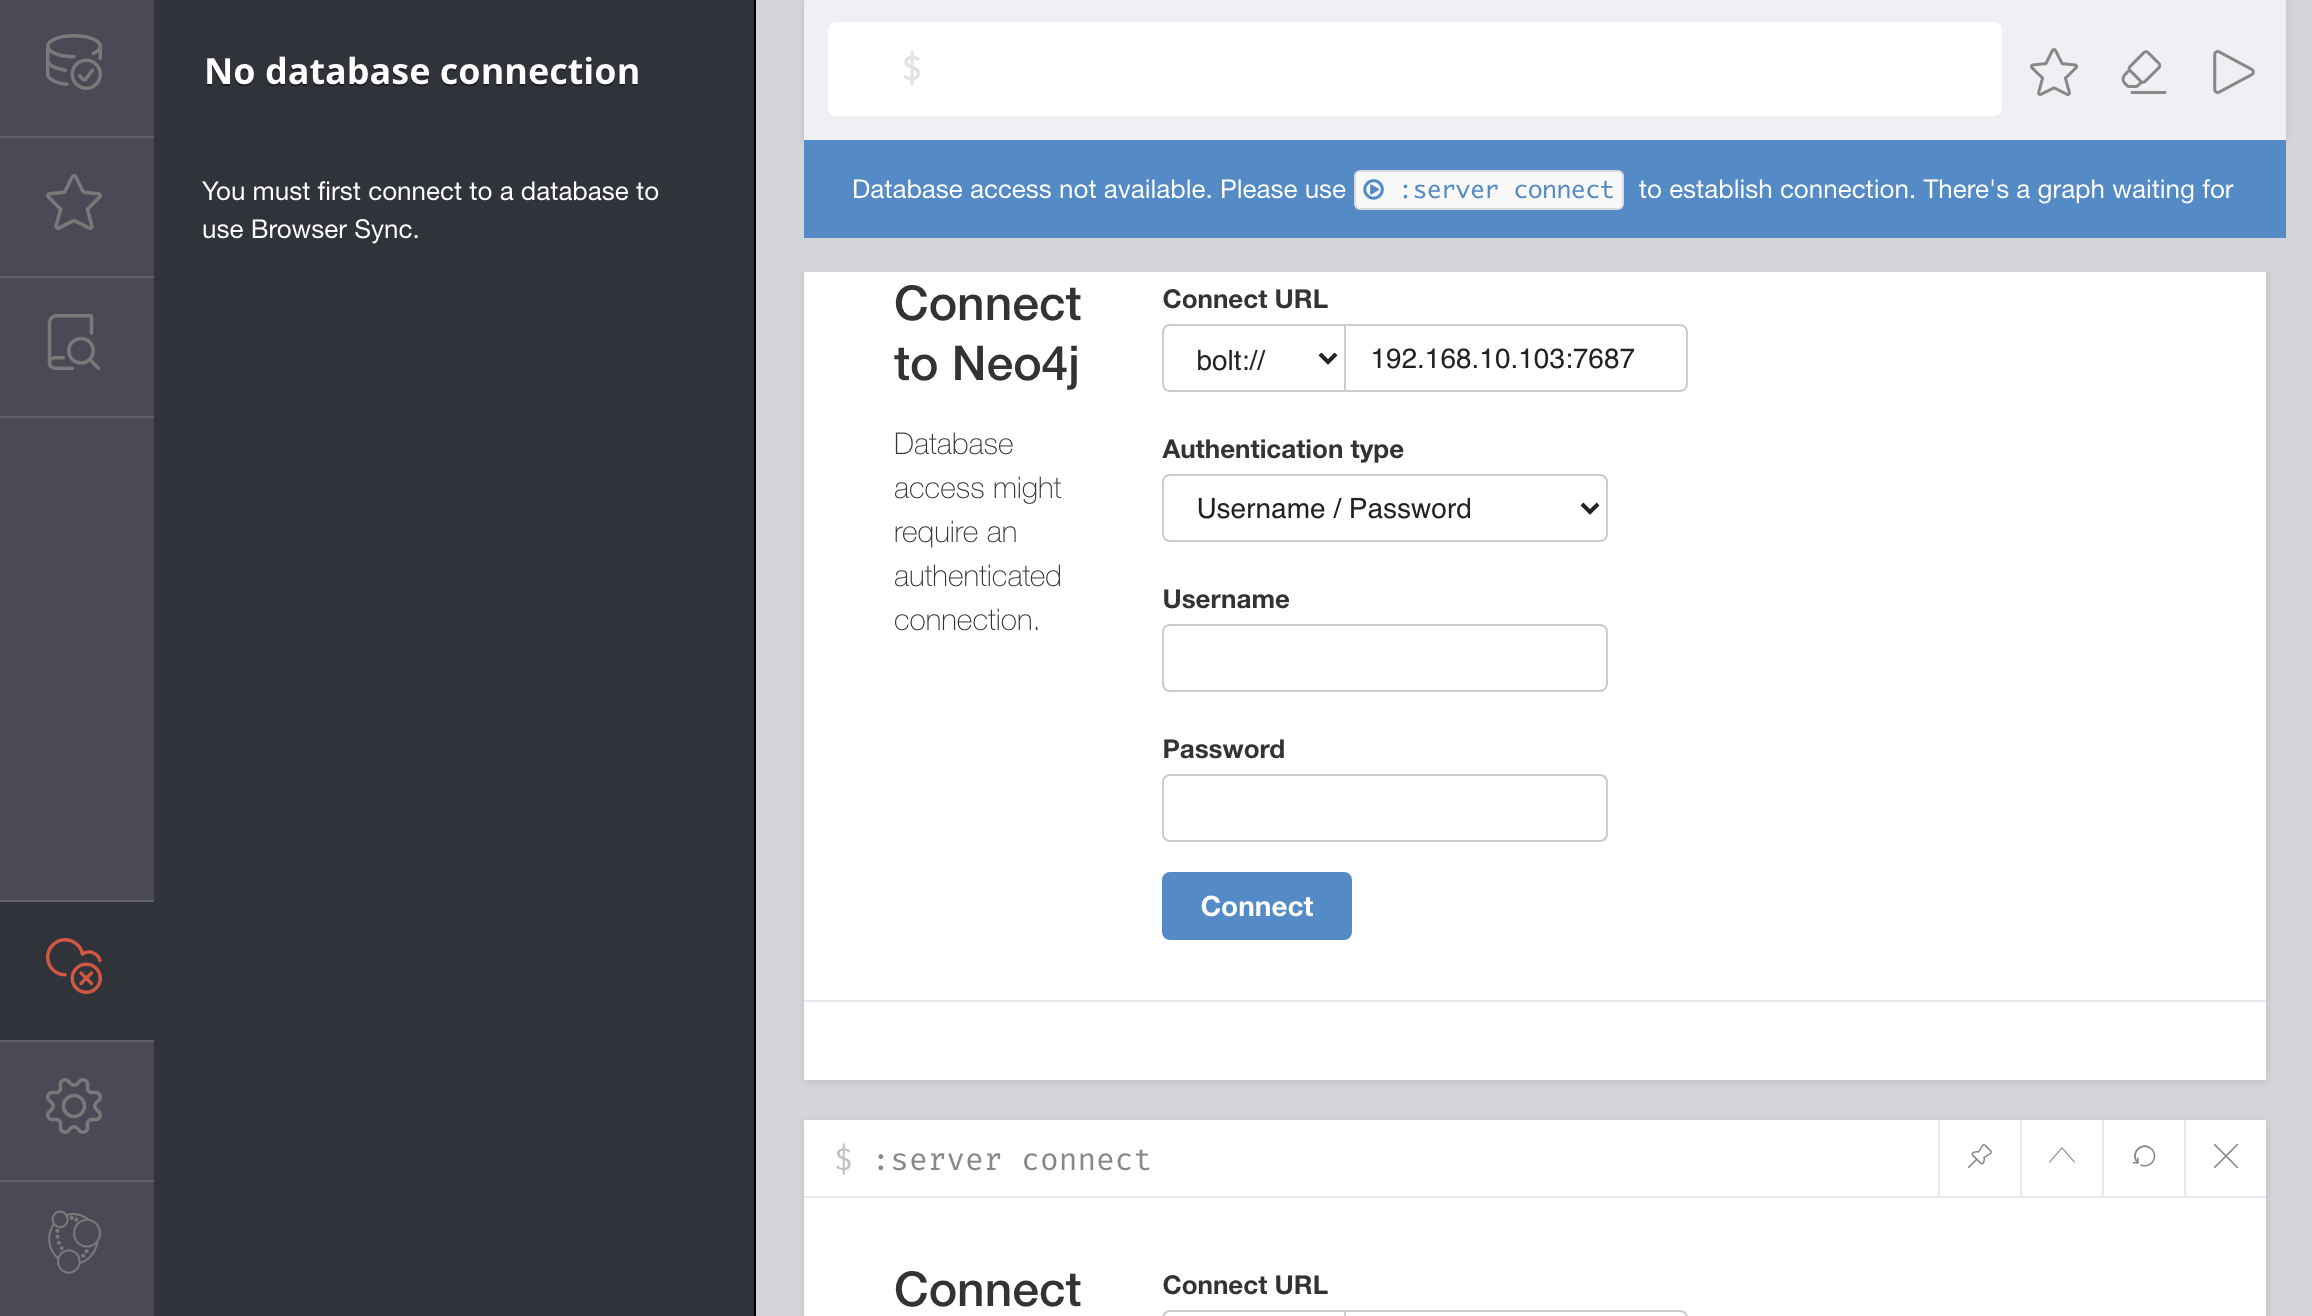 No database connection
You must first connect to a database to
use Browser Sync.
$
Database access not available. Please use :server connect to establish connection. There's a graph waiting for
Connect
to Neo4j
Database
access might
require an
authenticated
connection.
Connect URL
bolt:// 192.168.10.103:7687
Authentication type
Username / Password
Username
Password
Connect
$ :server connect
Connect
Connect URL